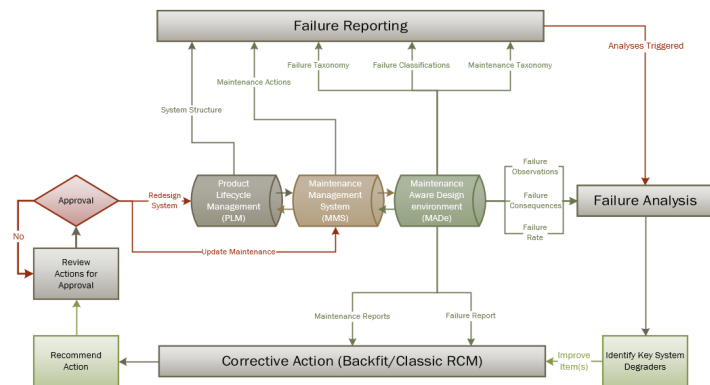 Failure Reporting
Analyses Triggered
Failure Taxonomy
Failure Classifications
Maintenance Taxonomy
Maintenance Actions
System Structure
Product
Lifecycle
Management
(PLM)
Maintenance
Management
System
(MMS)
Maintenance
Aware Design
environment
(MADe)
Failure
Observations
Failure
Consequences
Failure
Rate
Failure Analysis
Approval
Redesign
System
No
Update Maintenance
Review
Actions for
Approval
Maintenance Reports
Failure Report
Recommend
Action
Corrective Action (Backfit/Classic RCM)
Improve
Item(s)
Identify Key System
Degraders